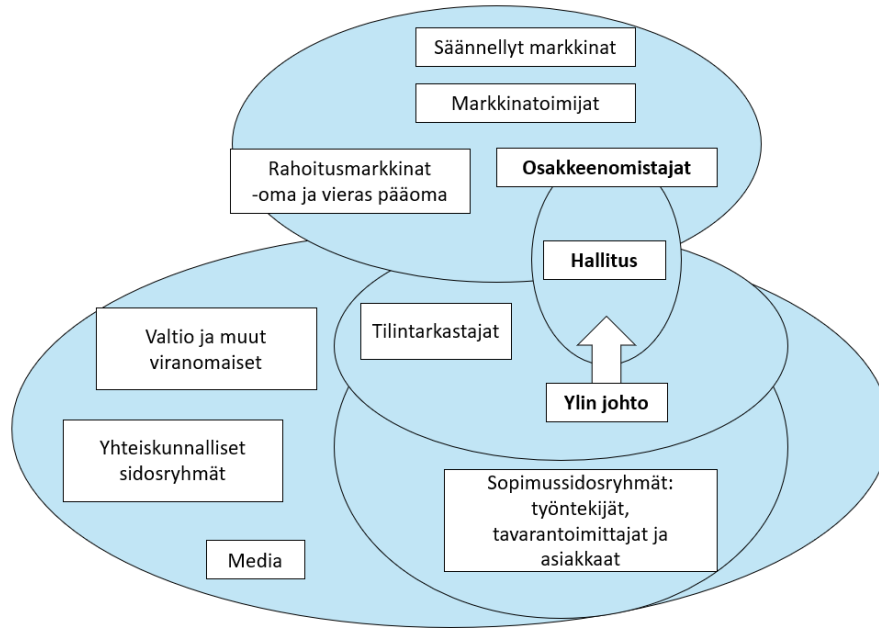 Säännellyt markkinat
Markkinatoimijat
Rahoitusmarkkinat
-oma ja vieras pääoma
Osakkeenomistajat
Hallitus
Valtio ja muut
viranomaiset
Tilintarkastajat
Ylin johto
Yhteiskunnalliset
sidosryhmät
Sopimussidosryhmät:
työntekijät,
tavarantoimittajat ja
asiakkaat
Media